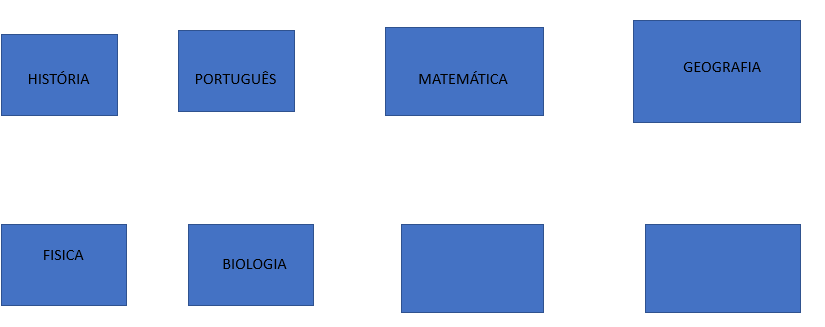 HISTÓRIA
PORTUGUÊS
MATEMÁTICA
GEOGRAFIA
FISICA
BIOLOGIA